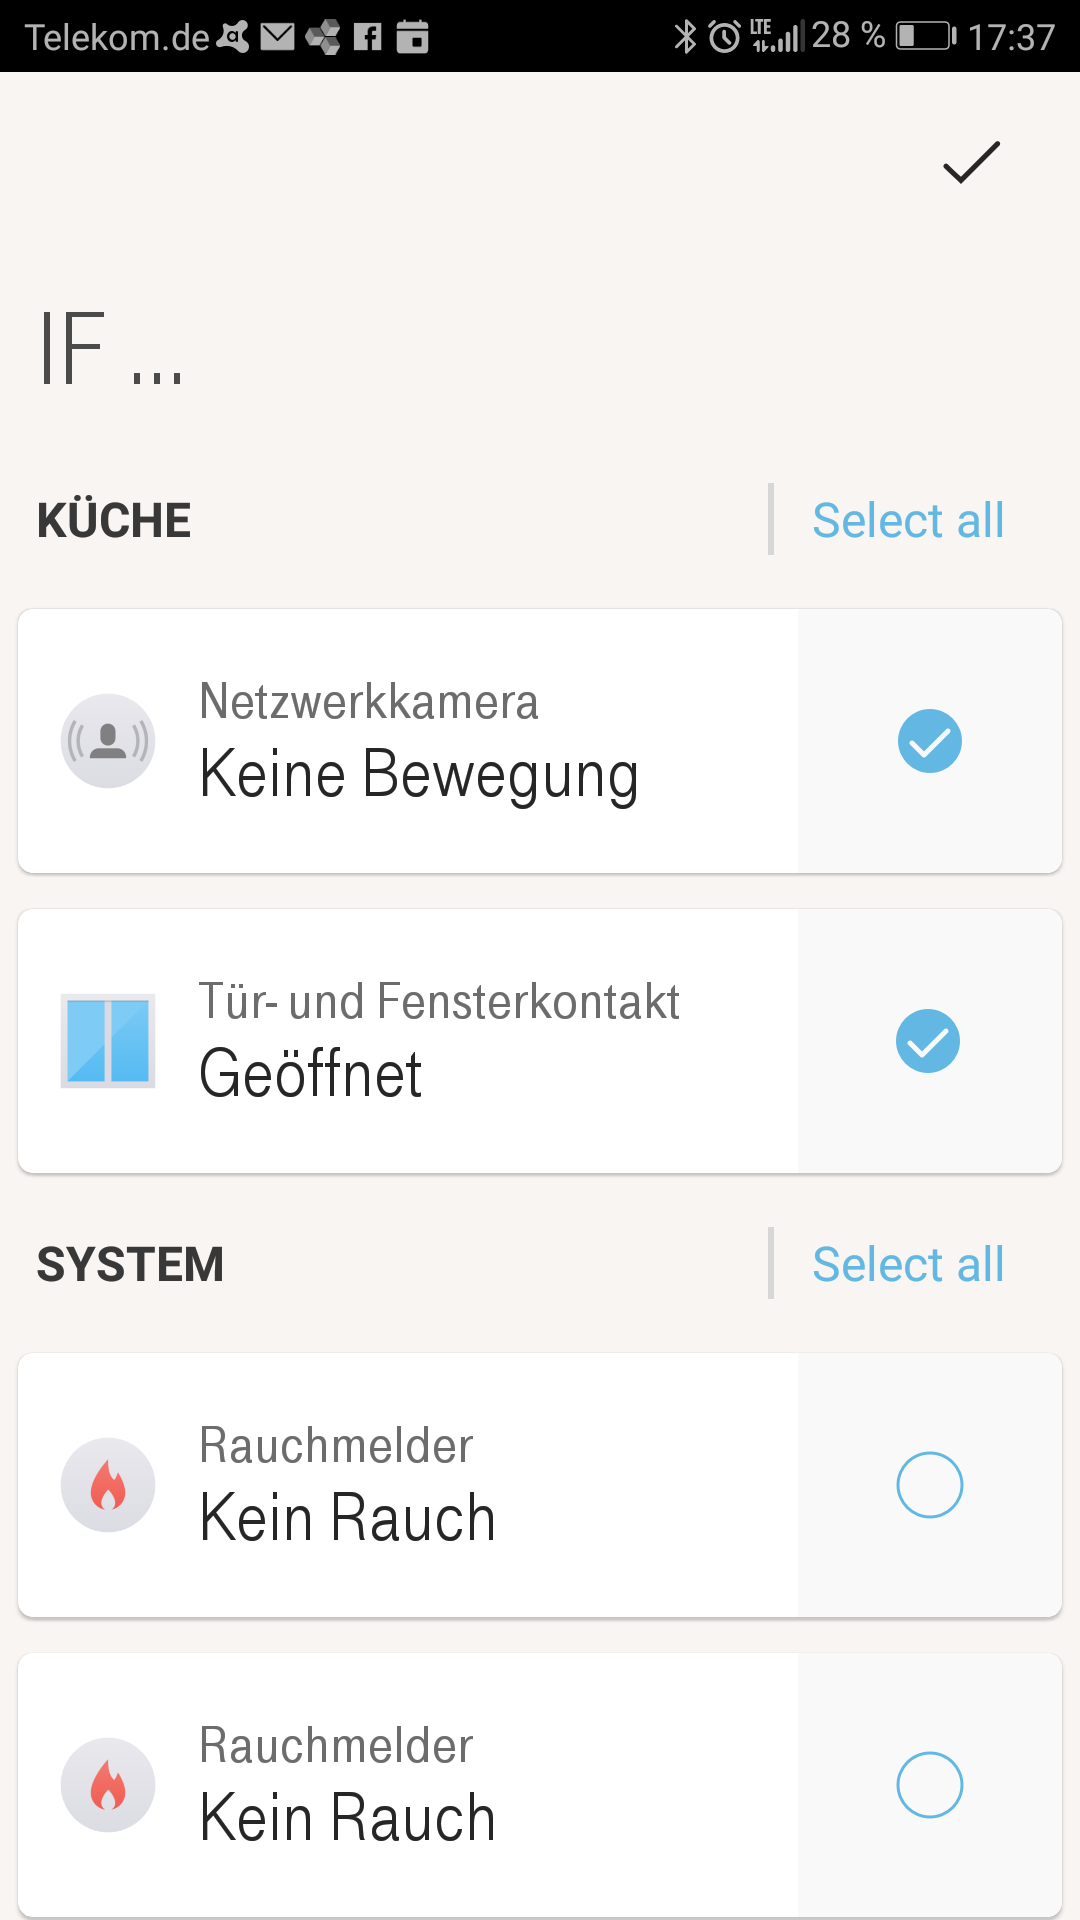 Telekom.de LTE 28 % 17:37
IF ...
KÜCHE Select all
Netzwerkkamera
Keine Bewegung
Tür- und Fensterkontakt
Geöffnet
SYSTEM Select all
Rauchmelder
Kein Rauch
Rauchmelder
Kein Rauch